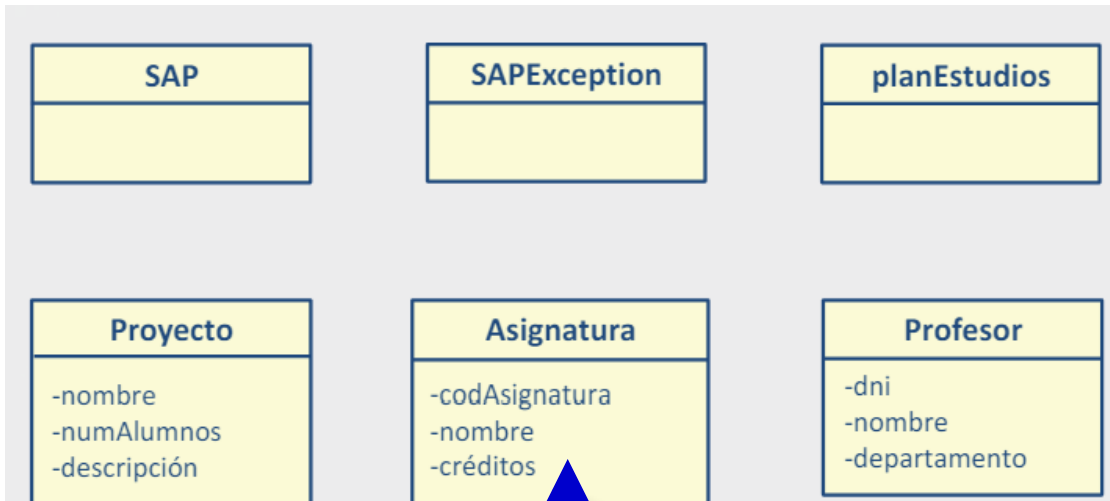 SAP
SAPException
planEstudios
Proyecto
-nombre
-numAlumnos
-descripción
Asignatura
-codAsignatura
-nombre
-créditos
Profesor
-dni
-nombre
-departamento